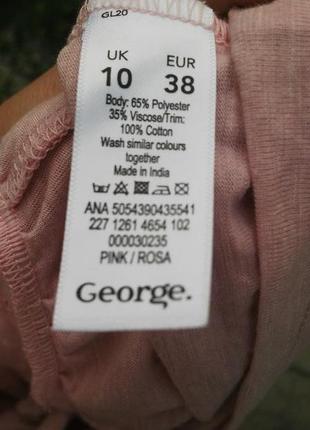 GL20
UK EUR
10 38
Body: 65% Polyester
35% Viscose/Trim:
100% Cotton
Wash similar colours
together
Made in India
ANA 5054390435541
227 1261 4654 102
000030235
PINK / ROSA
George.